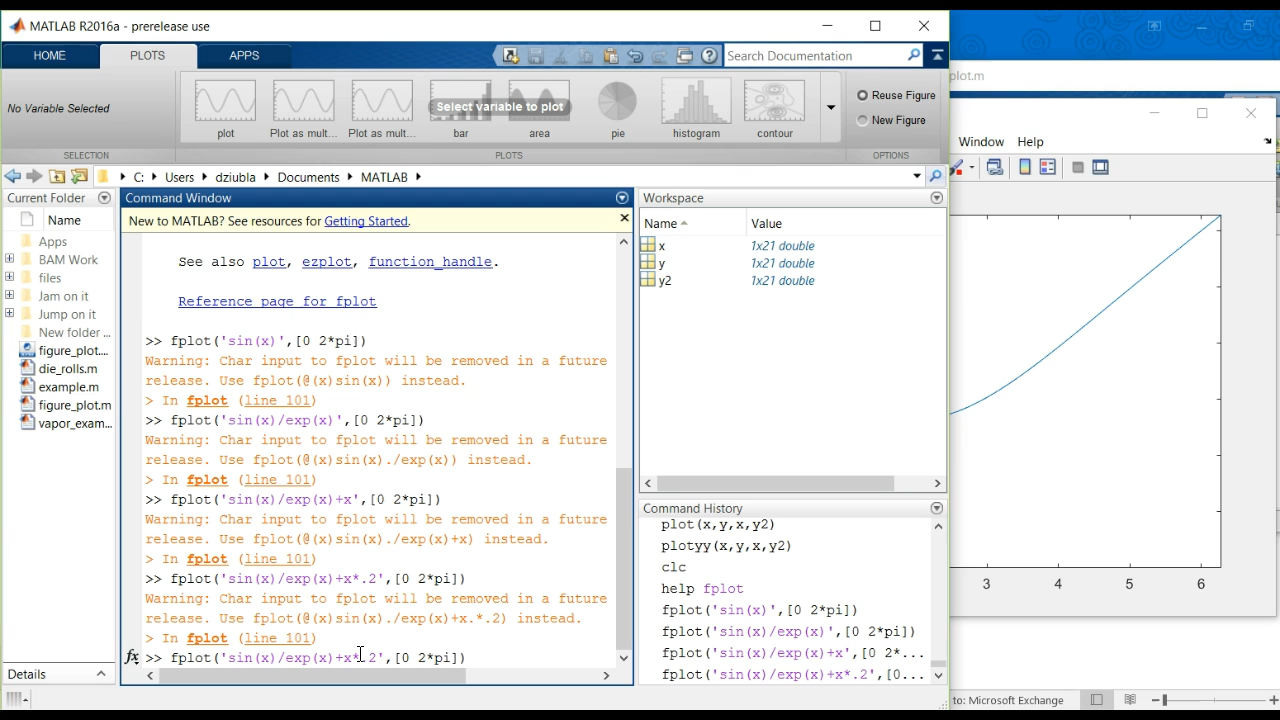 MATLAB R2016a - prerelease use
HOME PLOTS APPS
Search Documentation
No Variable Selected
plot
Plot as mult...
Plot as mult...
bar
area
pie
histogram
contour
Select variable to plot
Reuse Figure
New Figure
SELECTION PLOTS OPTIONS
C: Users dziubla Documents MATLAB
Current Folder
Name
Apps
BAM Work
files
Jam on it
Jump on it
New folder ...
figure_plot...
die_rolls.m
example.m
figure_plot.m
vapor_exam...
Details
Command Window
New to MATLAB? See resources for Getting Started.
See also plot, ezplot, function_handle.
Reference page for fplot
>> fplot('sin(x)',[0 2*pi])
Warning: Char input to fplot will be removed in a future
release. Use fplot(@(x)sin(x)) instead.
> In fplot (line 101)
>> fplot('sin(x)/exp(x)',[0 2*pi])
Warning: Char input to fplot will be removed in a future
release. Use fplot(@(x)sin(x)./exp(x)) instead.
> In fplot (line 101)
>> fplot('sin(x)/exp(x)+x',[0 2*pi])
Warning: Char input to fplot will be removed in a future
release. Use fplot(@(x)sin(x)./exp(x)+x) instead.
> In fplot (line 101)
>> fplot('sin(x)/exp(x)+x*.2',[0 2*pi])
Warning: Char input to fplot will be removed in a future
release. Use fplot(@(x)sin(x)./exp(x)+x.*.2) instead.
> In fplot (line 101)
fx >> fplot('sin(x)/exp(x)+x*.2',[0 2*pi])
Workspace
Name Value
x 1x21 double
y 1x21 double
y2 1x21 double
Command History
plot(x,y,x,y2)
plotyy(x,y,x,y2)
clc
help fplot
fplot('sin(x)',[0 2*pi])
fplot('sin(x)/exp(x)',[0 2*pi])
fplot('sin(x)/exp(x)+x',[0 2*...
fplot('sin(x)/exp(x)+x*.2',[0...
plot.m
Window Help
3 4 5 6
to: Microsoft Exchange